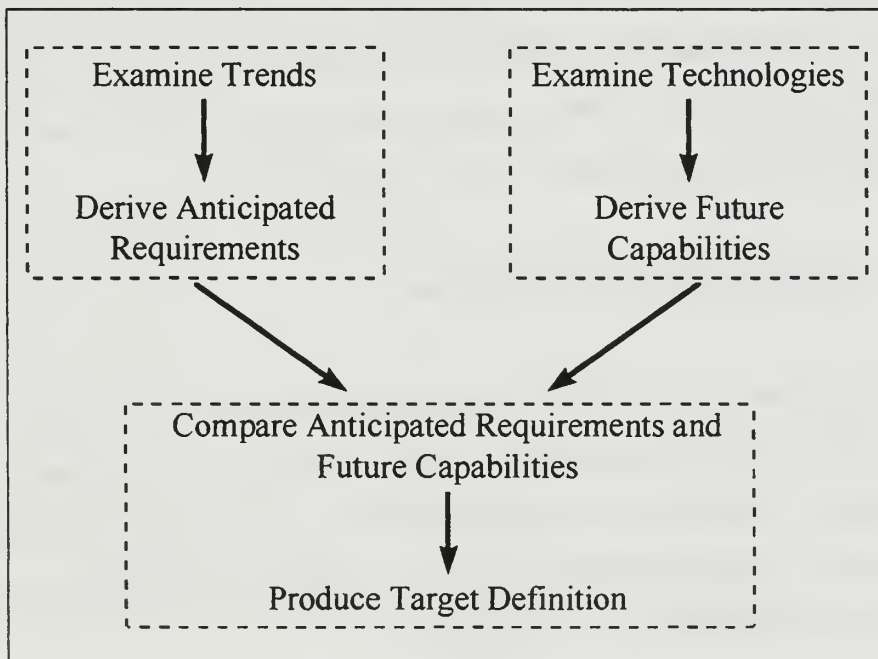 Examine Trends
Derive Anticipated
Requirements
Examine Technologies
Derive Future
Capabilities
Compare Anticipated Requirements and
Future Capabilities
Produce Target Definition